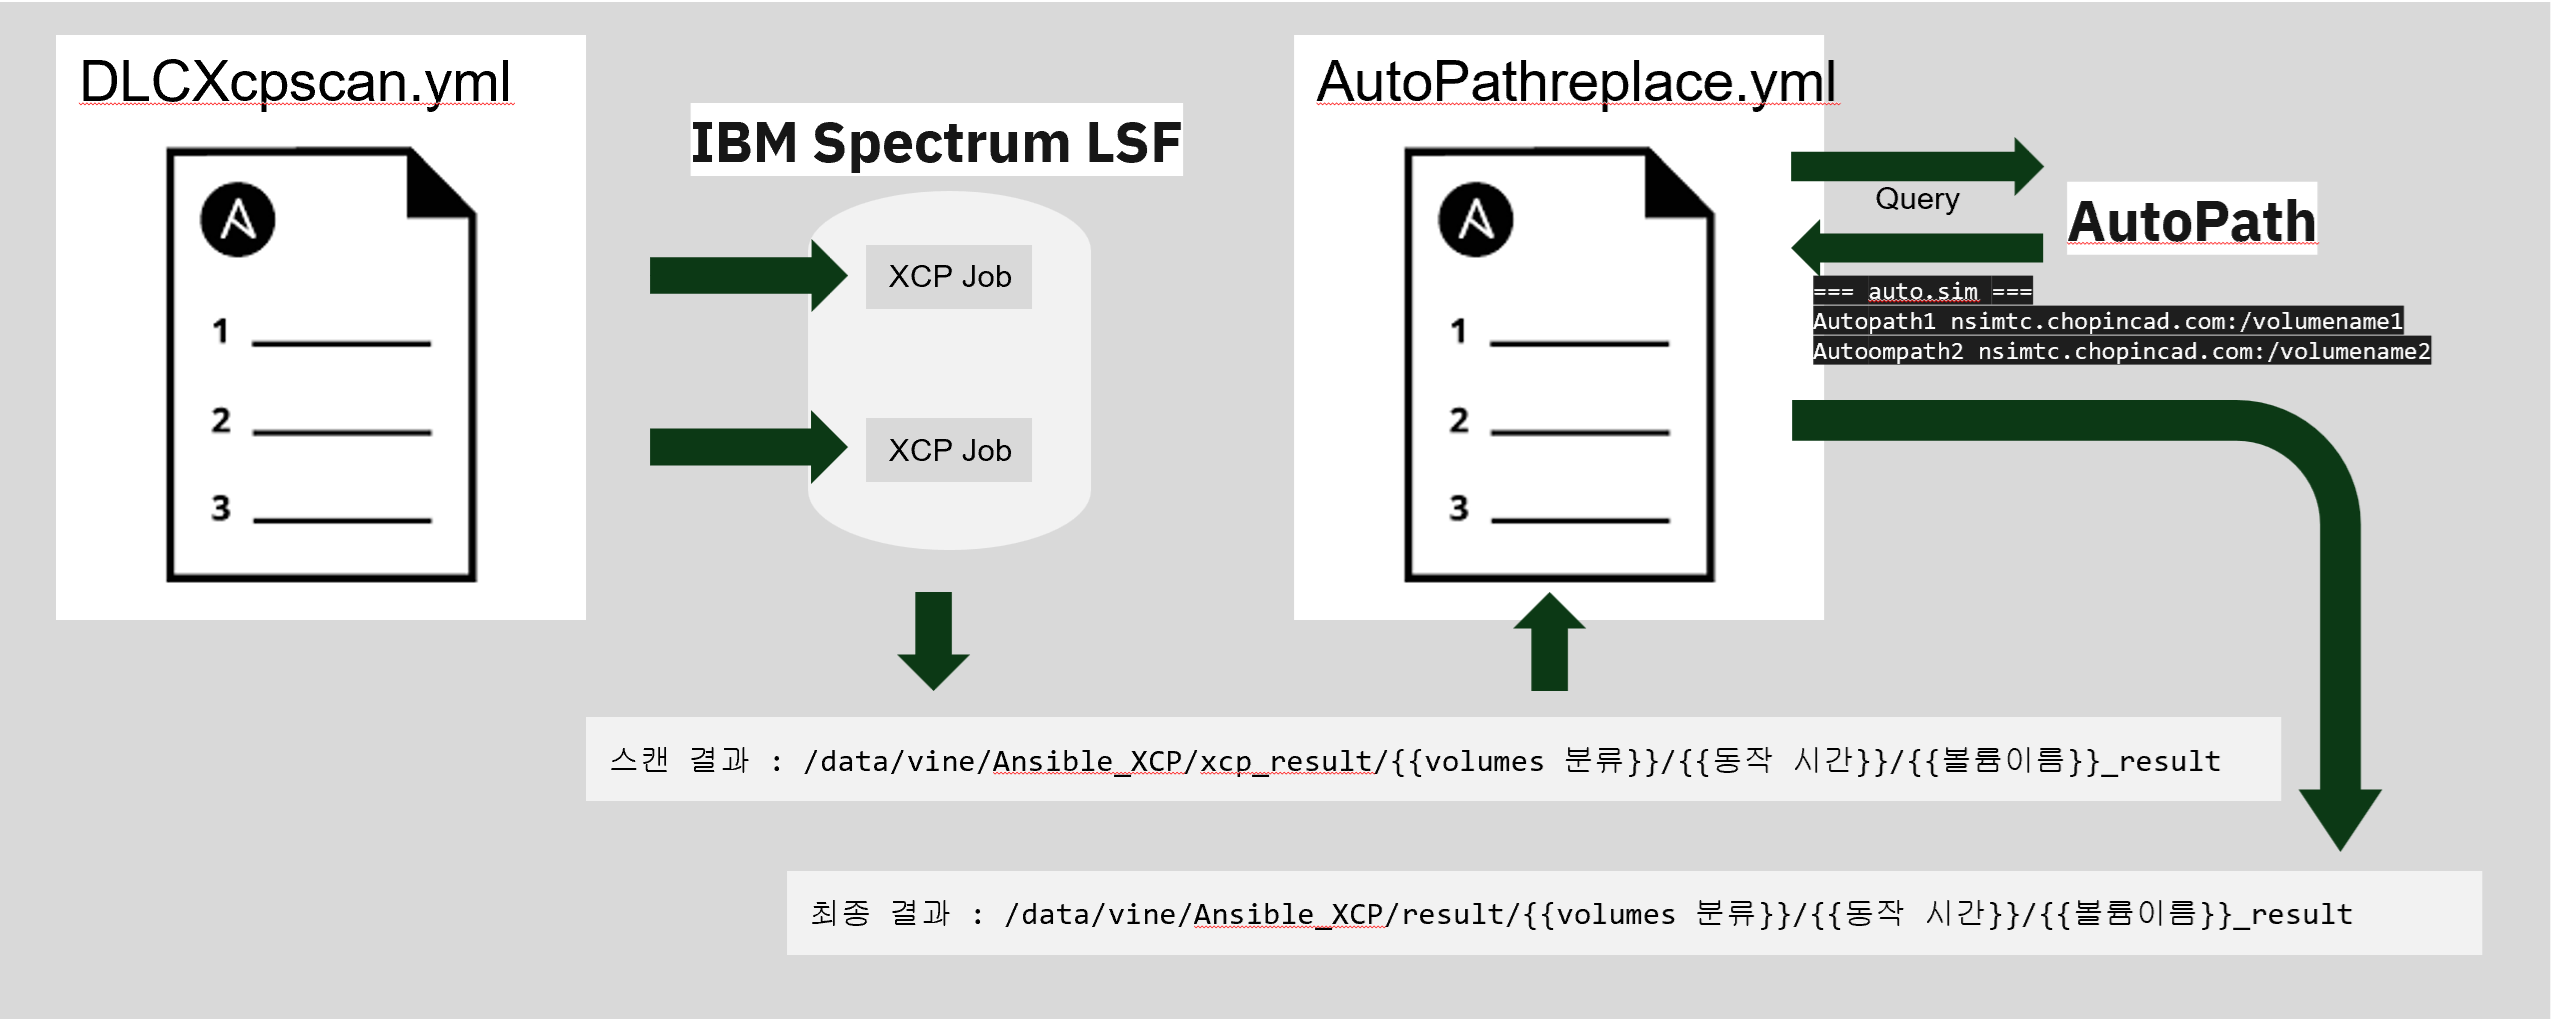 DLCXcpscan.yml
1
2
3
IBM Spectrum LSF
XCP Job
XCP Job
AutoPathreplace.yml
1
2
3
Query
AutoPath
=== auto.sim ===
Autopath1 nsimtc.chopincad.com:/volumename1
Autoompath2 nsimtc.chopincad.com:/volumename2
스캔 결과 : /data/vine/Ansible_XCP/xcp_result/{{volumes 분류}}/{{동작 시간}}/{{볼륨이름}}_result
최종 결과 : /data/vine/Ansible_XCP/result/{{volumes 분류}}/{{동작 시간}}/{{볼륨이름}}_result